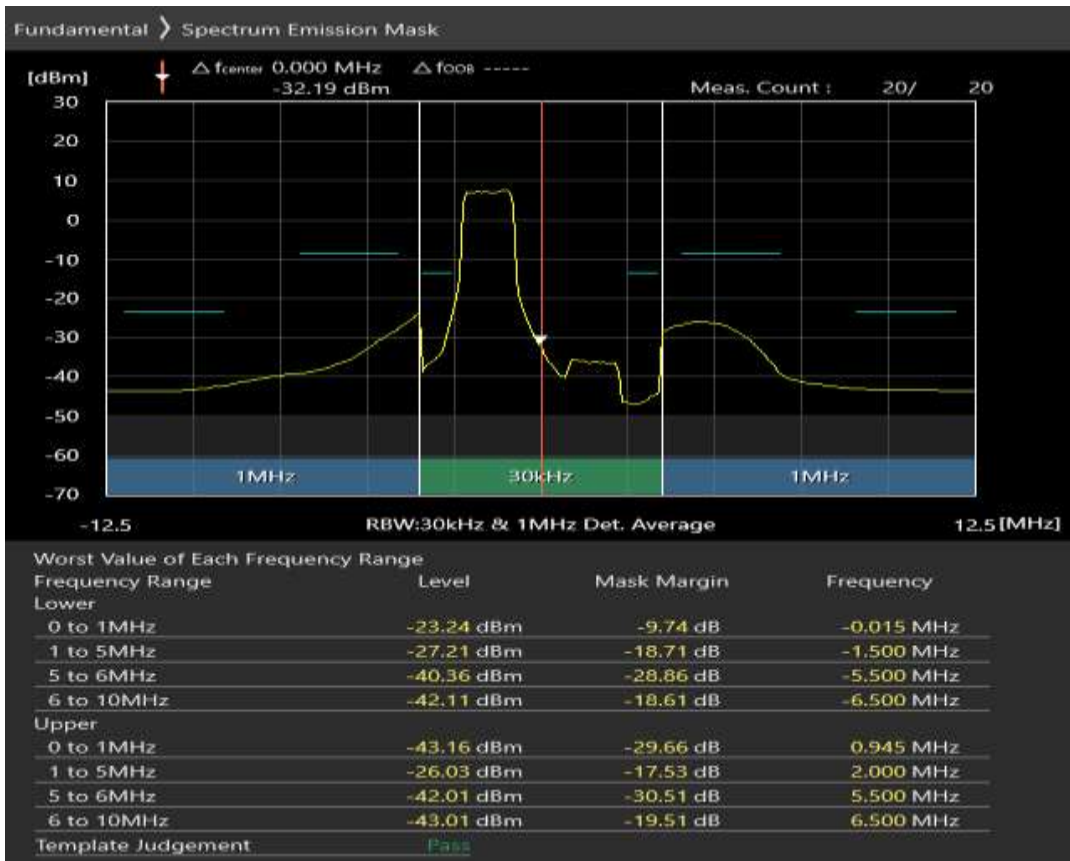 Fundamental ❯ Spectrum Emission Mask
△ fcenter 0.000 MHz △ fOOB -----
[dBm] -32.19 dBm Meas. Count : 20/ 20
30
20
10
0
-10
-20
-30
-40
-50
-60
1MHz 30kHz 1MHz
-70
-12.5 RBW:30kHz & 1MHz Det. Average 12.5 [MHz]
Worst Value of Each Frequency Range
Frequency Range Level Mask Margin Frequency
Lower
0 to 1MHz -23.24 dBm -9.74 dB -0.015 MHz
1 to 5MHz -27.21 dBm -18.71 dB -1.500 MHz
5 to 6MHz -40.36 dBm -28.86 dB -5.500 MHz
6 to 10MHz -42.11 dBm -18.61 dB -6.500 MHz
Upper
0 to 1MHz -43.16 dBm -29.66 dB 0.945 MHz
1 to 5MHz -26.03 dBm -17.53 dB 2.000 MHz
5 to 6MHz -42.01 dBm -30.51 dB 5.500 MHz
6 to 10MHz -43.01 dBm -19.51 dB 6.500 MHz
Template Judgement Pass